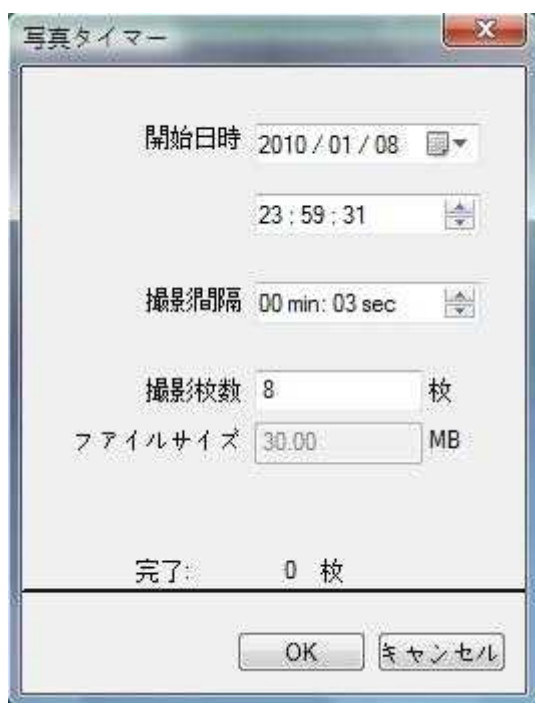 写真タイマー
開始日時 2010 / 01 / 08
23 : 59 : 31
撮影間隔 00 min: 03 sec
撮影枚数 8 枚
ファイルサイズ 30.00 MB
完了: 0 枚
OK キャンセル